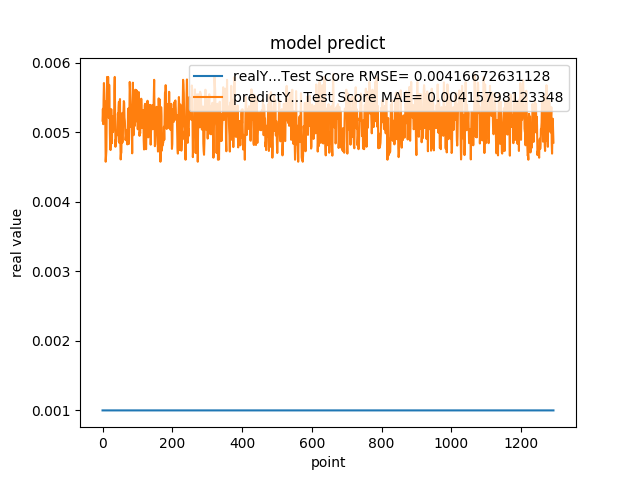 model predict
realY...Test Score RMSE= 0.00416672631128
predictY...Test Score MAE= 0.00415798123348
0.006
0.005
0.004
0.003
0.002
0.001
real value
0 200 400 600 800 1000 1200
point